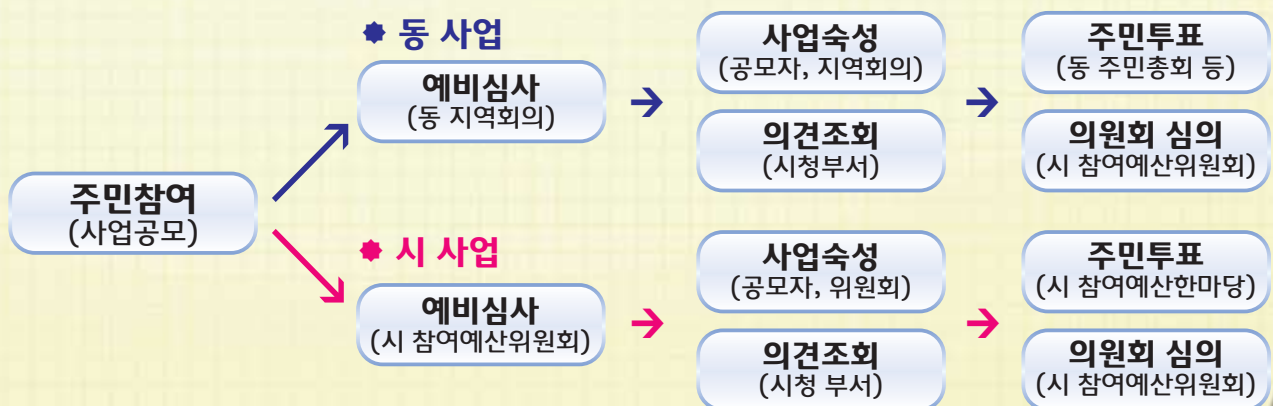 주민참여
(사업공모)
동 사업
예비심사
(동 지역회의)
사업숙성
(공모자, 지역회의)
의견조회
(시청부서)
주민투표
(동 주민총회 등)
의원회 심의
(시 참여예산위원회)
시 사업
예비심사
(시 참여예산위원회)
사업숙성
(공모자, 위원회)
의견조회
(시청 부서)
주민투표
(시 참여예산한마당)
의원회 심의
(시 참여예산위원회)